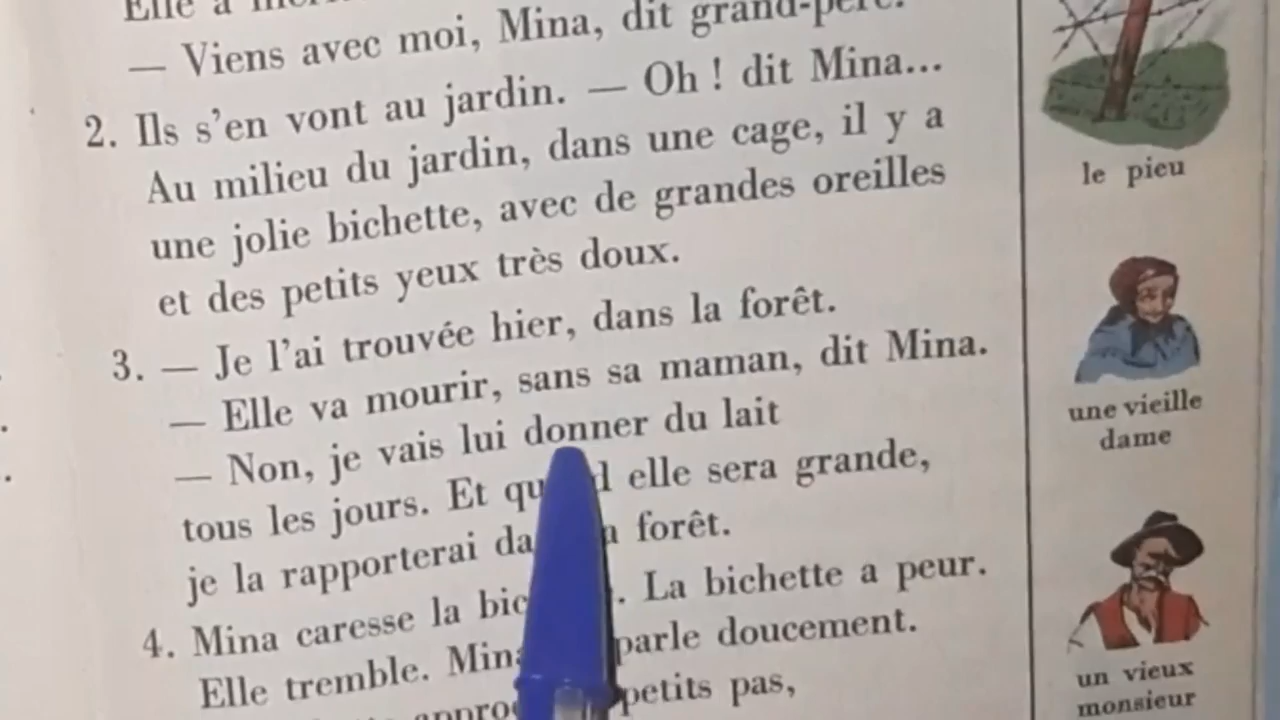 Elle a
— Viens avec moi, Mina, dit grand-père.
2. Ils s'en vont au jardin. — Oh ! dit Mina...
Au milieu du jardin, dans une cage, il y a
une jolie bichette, avec de grandes oreilles
et des petits yeux très doux.
3. — Je l'ai trouvée hier, dans la forêt.
— Elle va mourir, sans sa maman, dit Mina.
— Non, je vais lui donner du lait
tous les jours. Et elle sera grande,
je la rapporterai forêt.
4. Mina caresse la . La bichette a peur.
Elle tremble. parle doucement.
petits pas,
le pieu
une vieille
dame
un vieux
monsieur